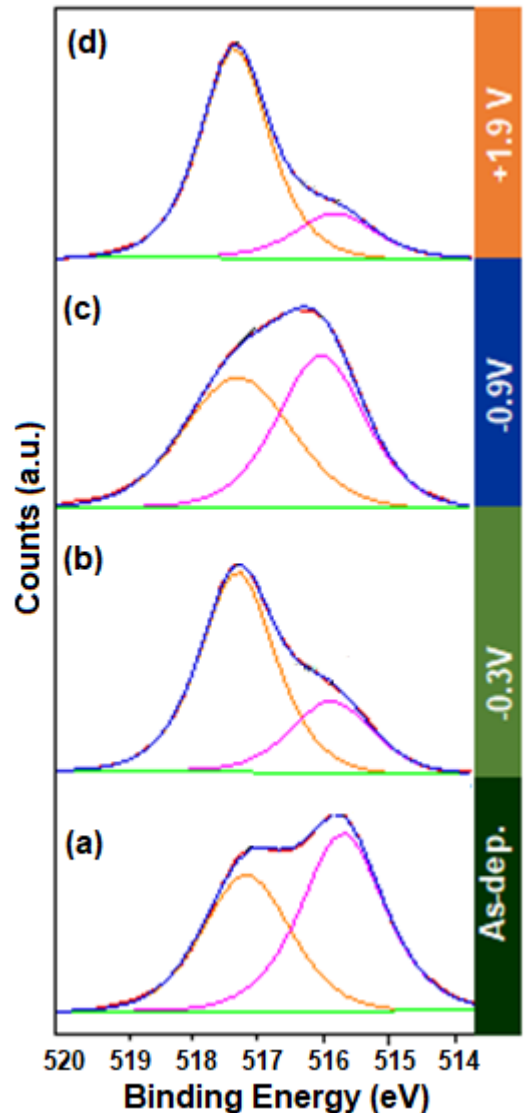 (d)
+1.9 V
(c)
-0.9V
(b)
-0.3V
(a)
As-dep.
Counts (a.u.)
520 519 518 517 516 515 514
Binding Energy (eV)